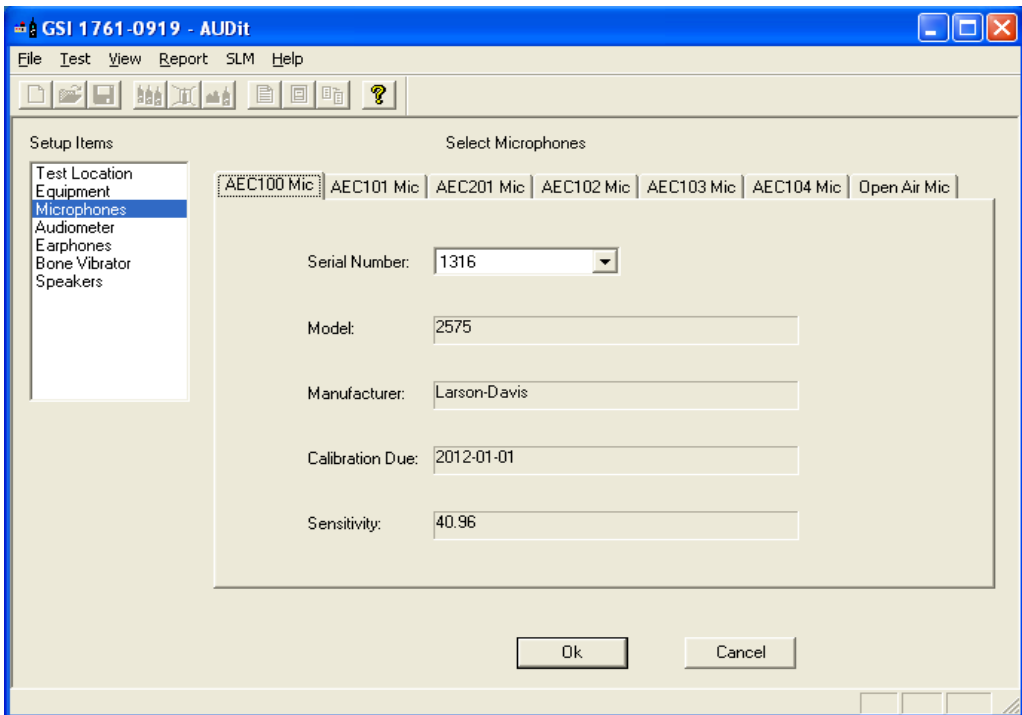 GSI 1761-0919 - AUDit
File Test View Report SLM Help
Setup Items
Select Microphones
Test Location
Equipment
Microphones
Audiometer
Earphones
Bone Vibrator
Speakers
AEC100 Mic AEC101 Mic AEC201 Mic AEC102 Mic AEC103 Mic AEC104 Mic Open Air Mic
Serial Number: 1316
Model: 2575
Manufacturer: Larson-Davis
Calibration Due: 2012-01-01
Sensitivity: 40.96
Ok Cancel